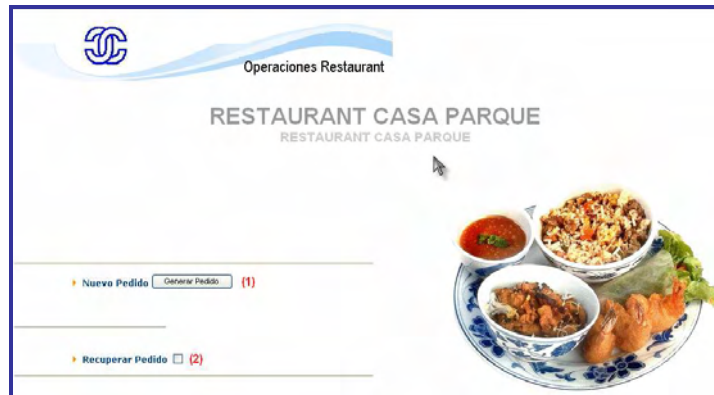 Operaciones Restaurant
RESTAURANT CASA PARQUE
RESTAURANT CASA PARQUE
Nuevo Pedido Generar Pedido (1)
Recuperar Pedido (2)